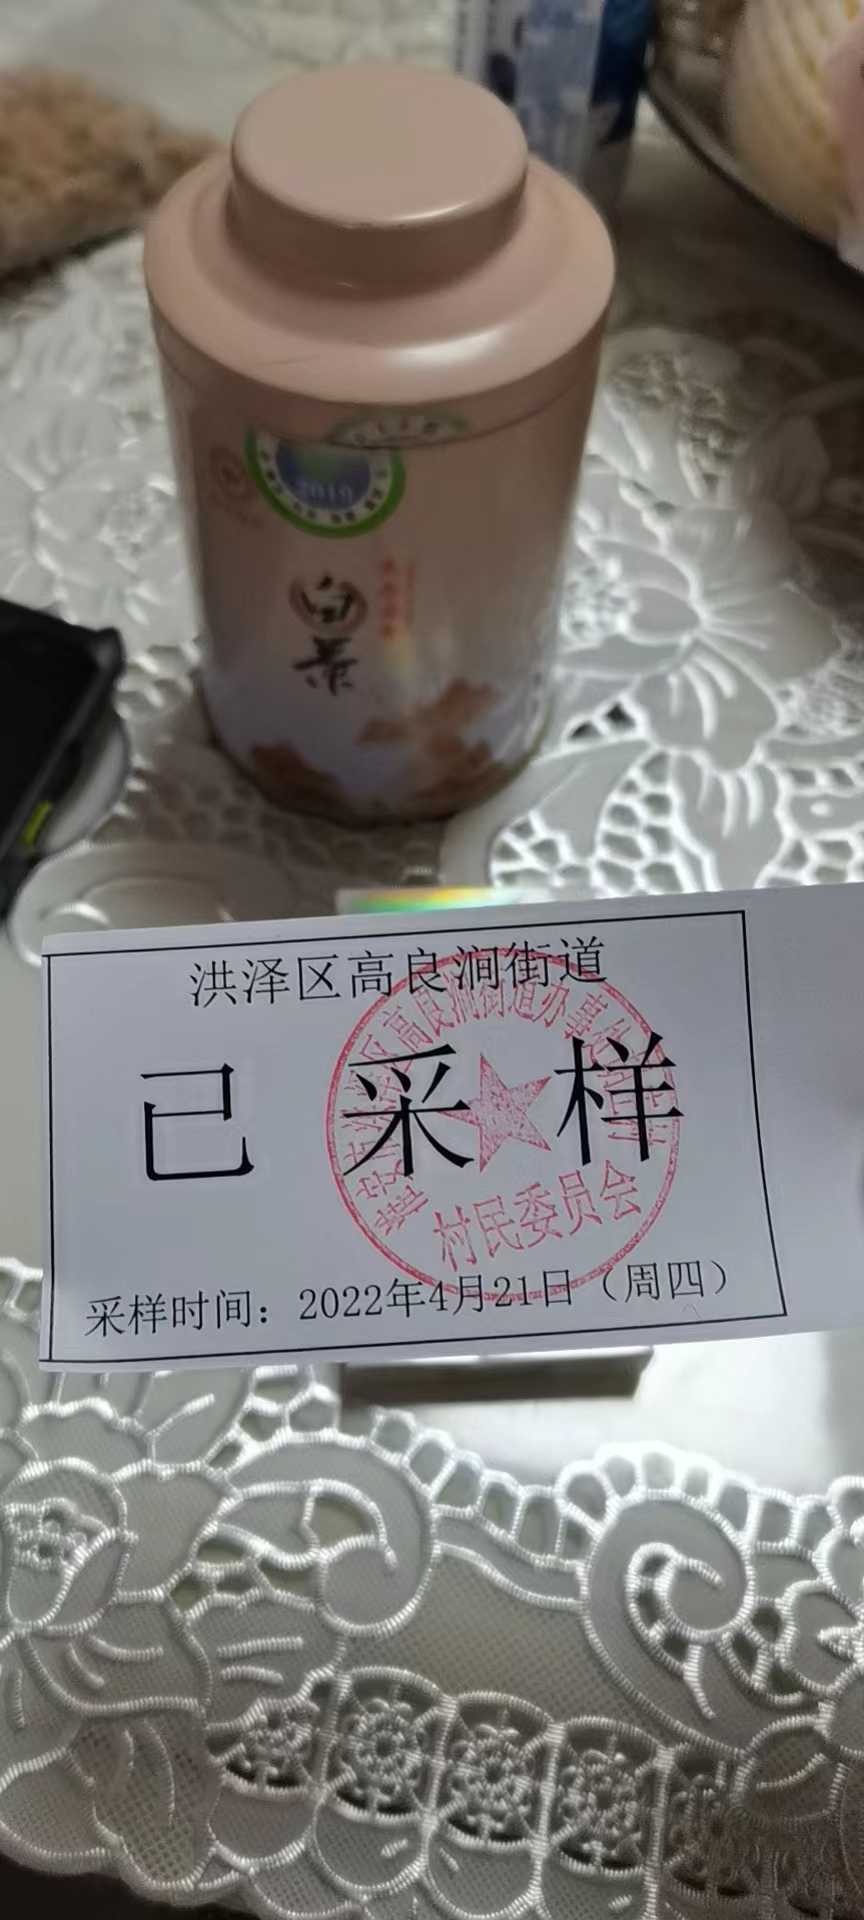 2019
白茶
洪泽区高良涧街道
已采样
村民委员会
采样时间：2022年4月21日（周四）